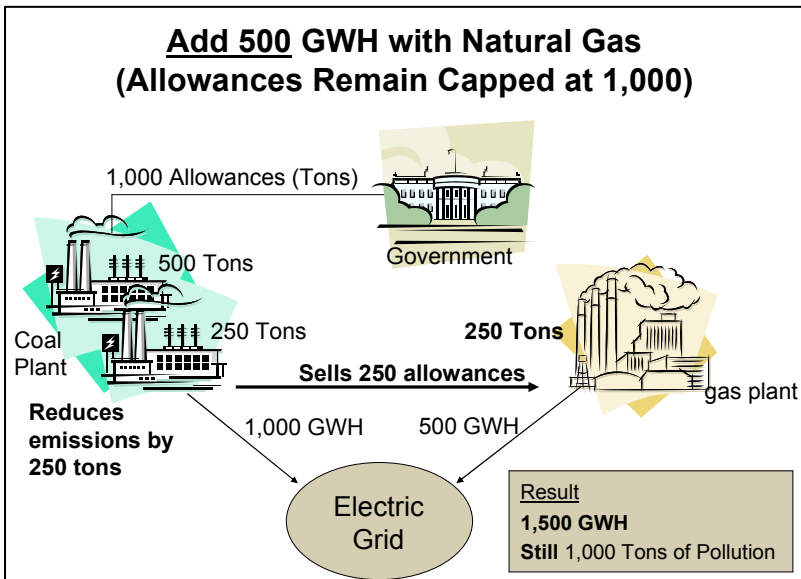 Add 500 GWH with Natural Gas
(Allowances Remain Capped at 1,000)
1,000 Allowances (Tons)
Government
500 Tons
250 Tons
Coal
Plant
250 Tons
gas plant
Sells 250 allowances
Reduces
emissions by
250 tons
1,000 GWH
500 GWH
Electric
Grid
Result
1,500 GWH
Still 1,000 Tons of Pollution